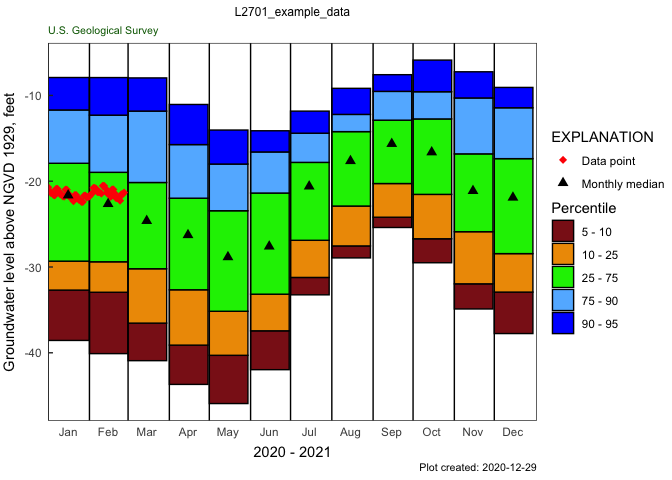 L2701_example_data
U.S. Geological Survey
Groundwater level above NGVD 1929, feet
-10
-20
-30
-40
Jan Feb Mar Apr May Jun Jul Aug Sep Oct Nov Dec
2020 - 2021
EXPLANATION
Data point
Monthly median
Percentile
5 - 10
10 - 25
25 - 75
75 - 90
90 - 95
Plot created: 2020-12-29